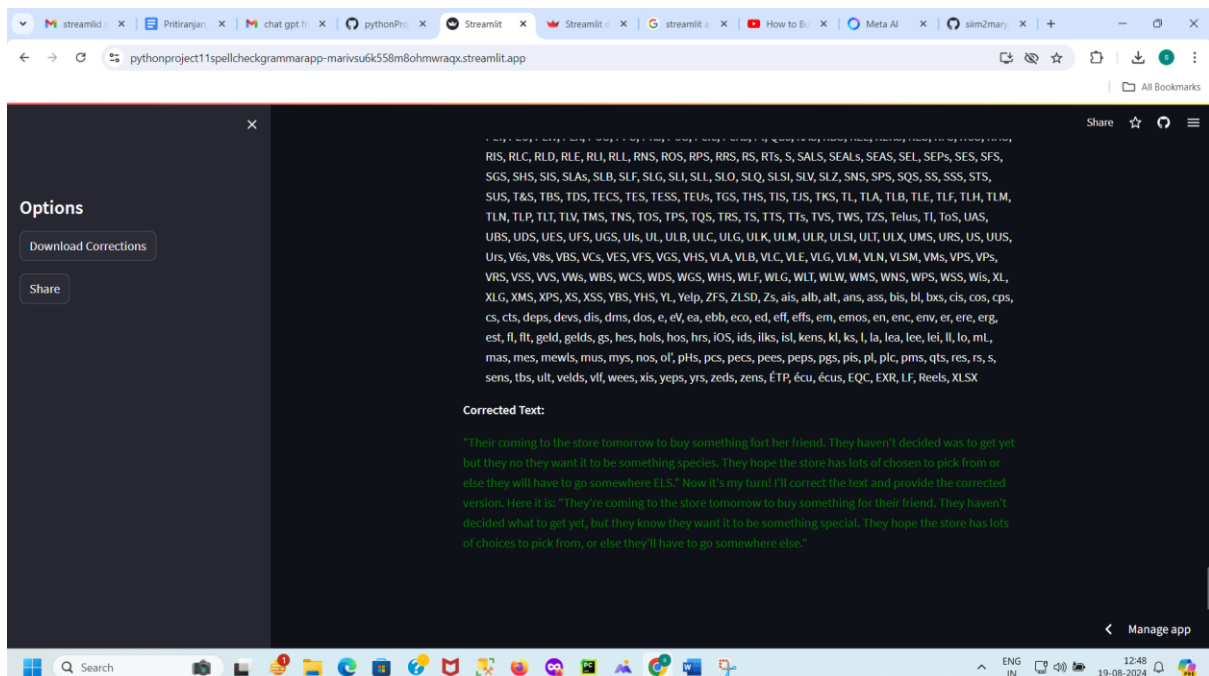 streamlid c
Pritiranjan
chat gpt fr
pythonPro
Streamlit
Streamlit d
streamlit a
How to Bu
Meta AI
siim2mary
pythonproject11spellcheckgrammarapp-marivsu6k558m8ohmwraqx.streamlit.app
All Bookmarks
Share
Options
Download Corrections
Share
RIS, RLC, RLD, RLE, RLI, RLL, RNS, ROS, RPS, RRS, RS, RTs, S, SALS, SEALs, SEAS, SEL, SEPs, SES, SFS,
SGS, SHS, SIS, SLAs, SLB, SLF, SLG, SLI, SLL, SLO, SLQ, SLSI, SLV, SLZ, SNS, SPS, SQS, SS, SSS, STS,
SUS, T&S, TBS, TDS, TECS, TES, TESS, TEUs, TGS, THS, TIS, TJS, TKS, TL, TLA, TLB, TLE, TLF, TLH, TLM,
TLN, TLP, TLT, TLV, TMS, TNS, TOS, TPS, TQS, TRS, TS, TTS, TTs, TVS, TWS, TZS, Telus, Tl, ToS, UAS,
UBS, UDS, UES, UFS, UGS, UIs, UL, ULB, ULC, ULG, ULK, ULM, ULR, ULSI, ULT, ULX, UMS, URS, US, UUS,
Urs, V6s, V8s, VBS, VCs, VES, VFS, VGS, VHS, VLA, VLB, VLC, VLE, VLG, VLM, VLN, VLSM, VMs, VPS, VPs,
VRS, VSS, VVS, VWs, WBS, WCS, WDS, WGS, WHS, WLF, WLG, WLT, WLW, WMS, WNS, WPS, WSS, Wis, XL,
XLG, XMS, XPS, XS, XSS, YBS, YHS, YL, Yelp, ZFS, ZLSD, Zs, ais, alb, alt, ans, ass, bis, bl, bxs, cis, cos, cps,
cs, cts, deps, devs, dis, dms, dos, e, eV, ea, ebb, eco, ed, eff, effs, em, emos, en, enc, env, er, ere, erg,
est, fl, flt, geld, gelds, gs, hes, hols, hos, hrs, iOS, ids, ilks, isl, kens, kl, ks, l, la, lea, lee, lei, ll, lo, mL,
mas, mes, mewls, mus, mys, nos, ol', pHs, pcs, pecs, pees, peps, pgs, pis, pl, plc, pms, qts, res, rs, s,
sens, tbs, ult, velds, vlf, wees, xis, yeps, yrs, zeds, zens, ÉTP, écu, écus, EQC, EXR, LF, Reels, XLSX
Corrected Text:
"Their coming to the store tomorrow to buy something fort her friend. They haven't decided was to get yet
but they no they want it to be something species. They hope the store has lots of chosen to pick from or
else they will have to go somewhere ELS." Now it's my turn! I'll correct the text and provide the corrected
version. Here it is: "They're coming to the store tomorrow to buy something for their friend. They haven't
decided what to get yet, but they know they want it to be something special. They hope the store has lots
of choices to pick from, or else they'll have to go somewhere else."
Manage app
Search
ENG
IN
12:48
19-08-2024